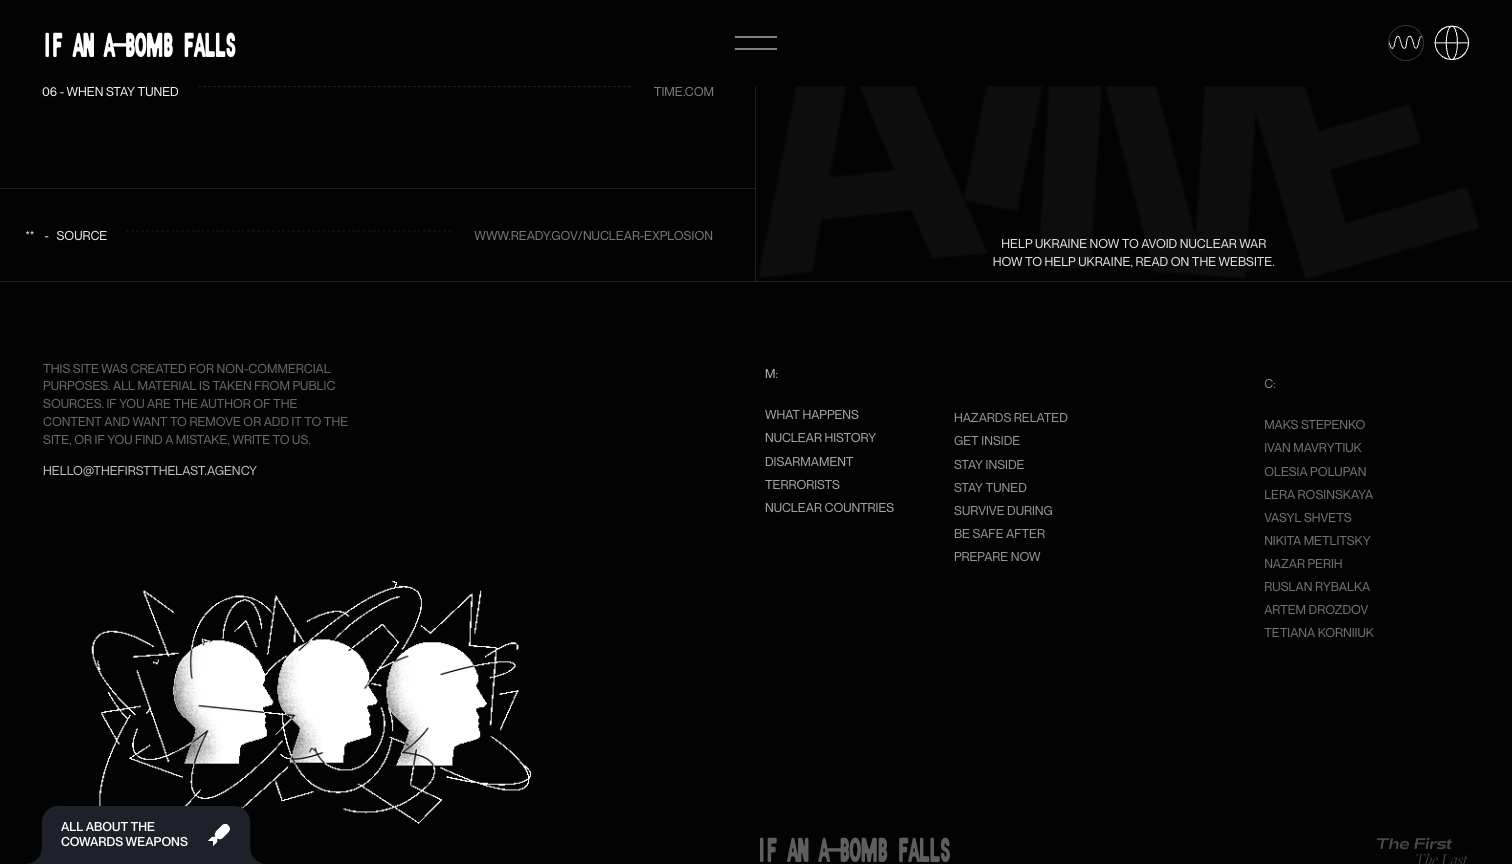 IF AN A-BOMB FALLS
06 - WHEN STAY TUNED TIME.COM
** - SOURCE WWW.READY.GOV/NUCLEAR-EXPLOSION
HELP UKRAINE NOW TO AVOID NUCLEAR WAR
HOW TO HELP UKRAINE, READ ON THE WEBSITE.
THIS SITE WAS CREATED FOR NON-COMMERCIAL
PURPOSES. ALL MATERIAL IS TAKEN FROM PUBLIC
SOURCES. IF YOU ARE THE AUTHOR OF THE
CONTENT AND WANT TO REMOVE OR ADD IT TO THE
SITE, OR IF YOU FIND A MISTAKE, WRITE TO US.
HELLO@THEFIRSTTHELAST.AGENCY
M:
WHAT HAPPENS
NUCLEAR HISTORY
DISARMAMENT
TERRORISTS
NUCLEAR COUNTRIES
HAZARDS RELATED
GET INSIDE
STAY INSIDE
STAY TUNED
SURVIVE DURING
BE SAFE AFTER
PREPARE NOW
C:
MAKS STEPENKO
IVAN MAVRYTIUK
OLESIA POLUPAN
LERA ROSINSKAYA
VASYL SHVETS
NIKITA METLITSKY
NAZAR PERIH
RUSLAN RYBALKA
ARTEM DROZDOV
TETIANA KORNIIUK
ALL ABOUT THE
COWARDS WEAPONS
IF AN A-BOMB FALLS
The First
The Last